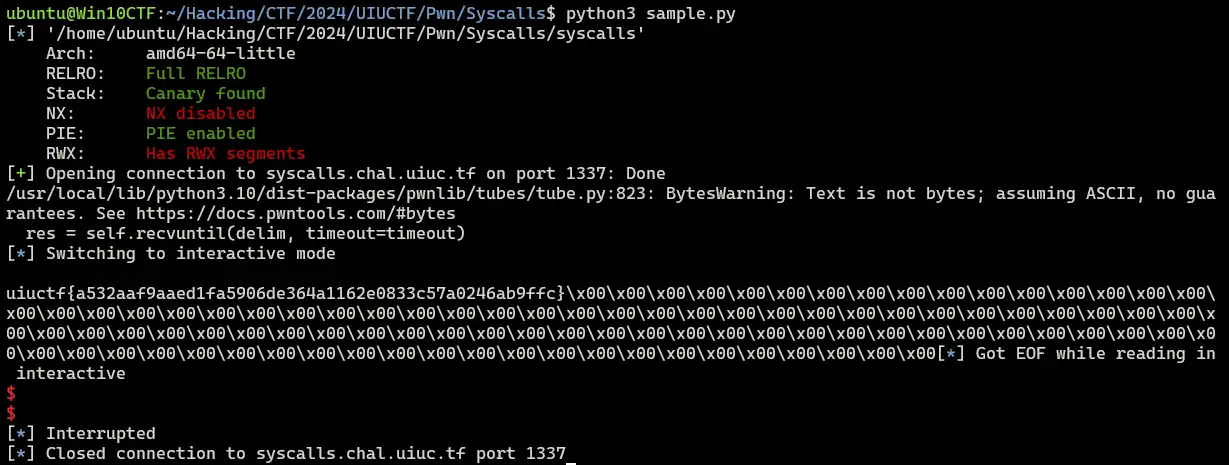 ubuntu@Win10CTF:~/Hacking/CTF/2024/UIUCTF/Pwn/Syscalls$ python3 sample.py
[*] '/home/ubuntu/Hacking/CTF/2024/UIUCTF/Pwn/Syscalls/syscalls'
Arch: amd64-64-little
RELRO: Full RELRO
Stack: Canary found
NX: NX disabled
PIE: PIE enabled
RWX: Has RWX segments
[+] Opening connection to syscalls.chal.uiuc.tf on port 1337: Done
/usr/local/lib/python3.10/dist-packages/pwnlib/tubes/tube.py:823: BytesWarning: Text is not bytes; assuming ASCII, no gua
rantees. See https://docs.pwntools.com/#bytes
res = self.recvuntil(delim, timeout=timeout)
[*] Switching to interactive mode
uiuctf{a532aaf9aaed1fa5906de364a1162e0833c57a0246ab9ffc}\x00\x00\x00\x00\x00\x00\x00\x00\x00\x00\x00\x00\x00\x00\x00\x00\
x00\x00\x00\x00\x00\x00\x00\x00\x00\x00\x00\x00\x00\x00\x00\x00\x00\x00\x00\x00\x00\x00\x00\x00\x00\x00\x00\x00\x00\x00\x
00\x00\x00\x00\x00\x00\x00\x00\x00\x00\x00\x00\x00\x00\x00\x00\x00\x00\x00\x00\x00\x00\x00\x00\x00\x00\x00\x00\x00\x00\x0
0\x00\x00\x00\x00\x00\x00\x00\x00\x00\x00\x00\x00\x00\x00\x00\x00\x00\x00\x00\x00\x00\x00\x00[*] Got EOF while reading in
interactive
$
$
[*] Interrupted
[*] Closed connection to syscalls.chal.uiuc.tf port 1337